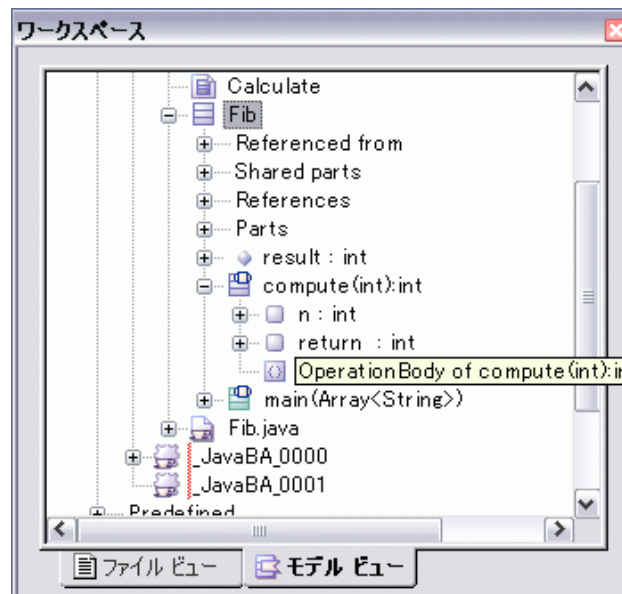 ワークスペース
Calculate
Fib
Referenced from
Shared parts
References
Parts
result : int
compute(int):int
n : int
return : int
OperationBody of compute(int):i
main(Array<String>)
Fib.java
_JavaBA_0000
_JavaBA_0001
Predefined
ファイル ビュー モデル ビュー